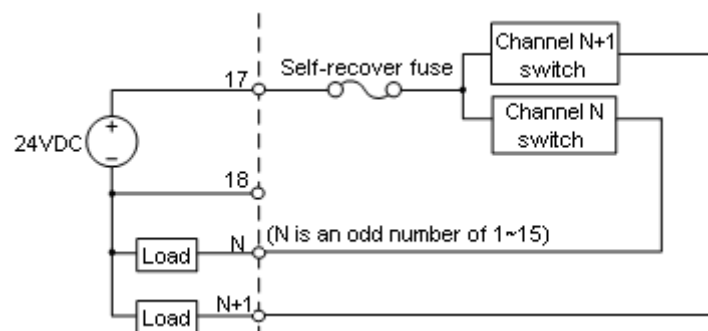 Channel N+1
switch
Self-recover fuse
17
Channel N
switch
+
24VDC
−
18
(N is an odd number of 1~15)
Load
N
Load
N+1